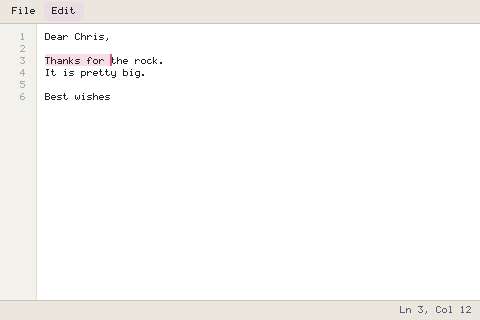 File Edit
1 Dear Chris,
2
3 Thanks for the rock.
4 It is pretty big.
5
6 Best wishes
Ln 3, Col 12